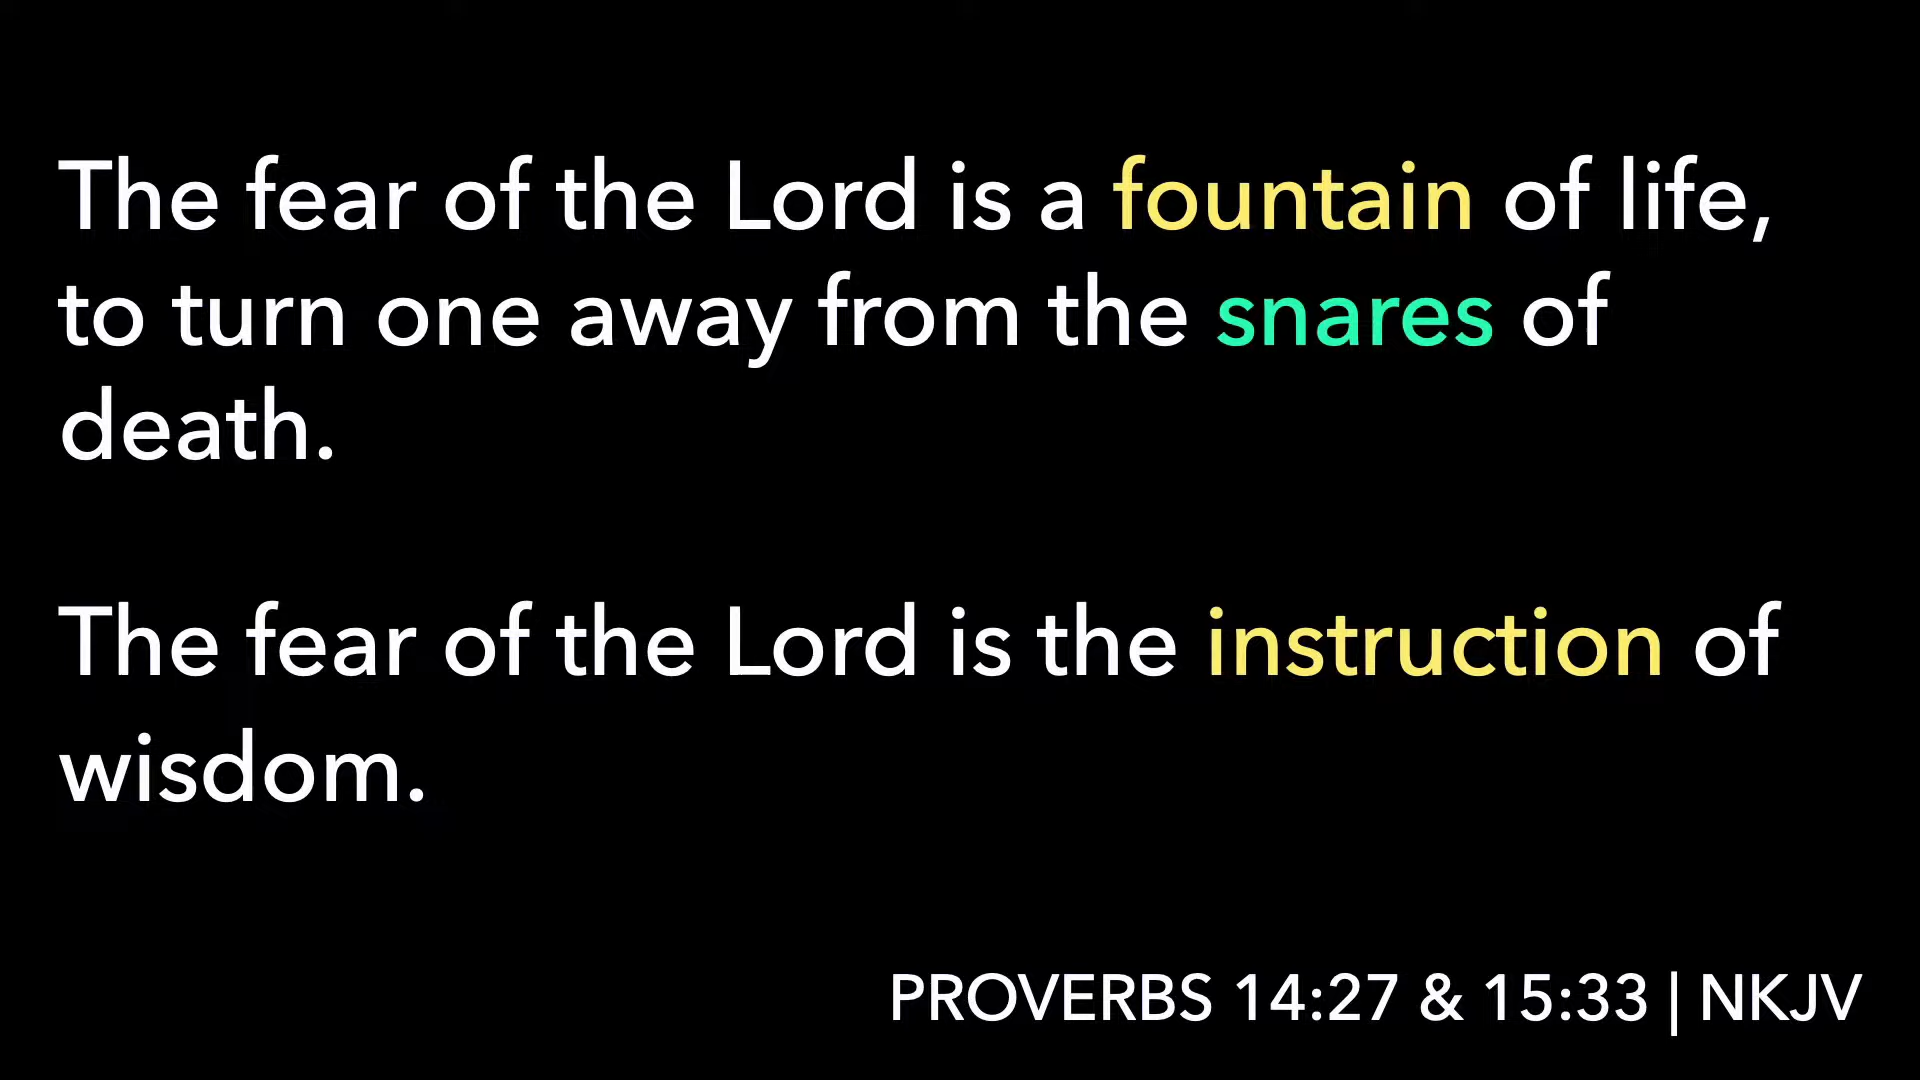 The fear of the Lord is a fountain of life,
to turn one away from the snares of
death.
The fear of the Lord is the instruction of
wisdom.
PROVERBS 14:27 & 15:33 | NKJV